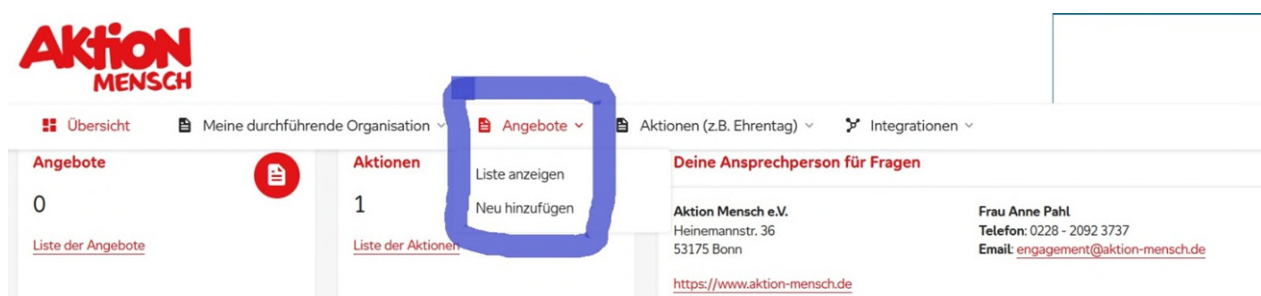 AKtion
MENSCH
Übersicht
Meine durchführende Organisation
Angebote
Aktionen (z.B. Ehrentag)
Integrationen
Angebote
0
Liste der Angebote
Aktionen
1
Liste der Aktionen
Liste anzeigen
Neu hinzufügen
Deine Ansprechperson für Fragen
Aktion Mensch e.V.
Heinemannstr. 36
53175 Bonn
https://www.aktion-mensch.de
Frau Anne Pahl
Telefon: 0228 - 2092 3737
Email: engagement@aktion-mensch.de